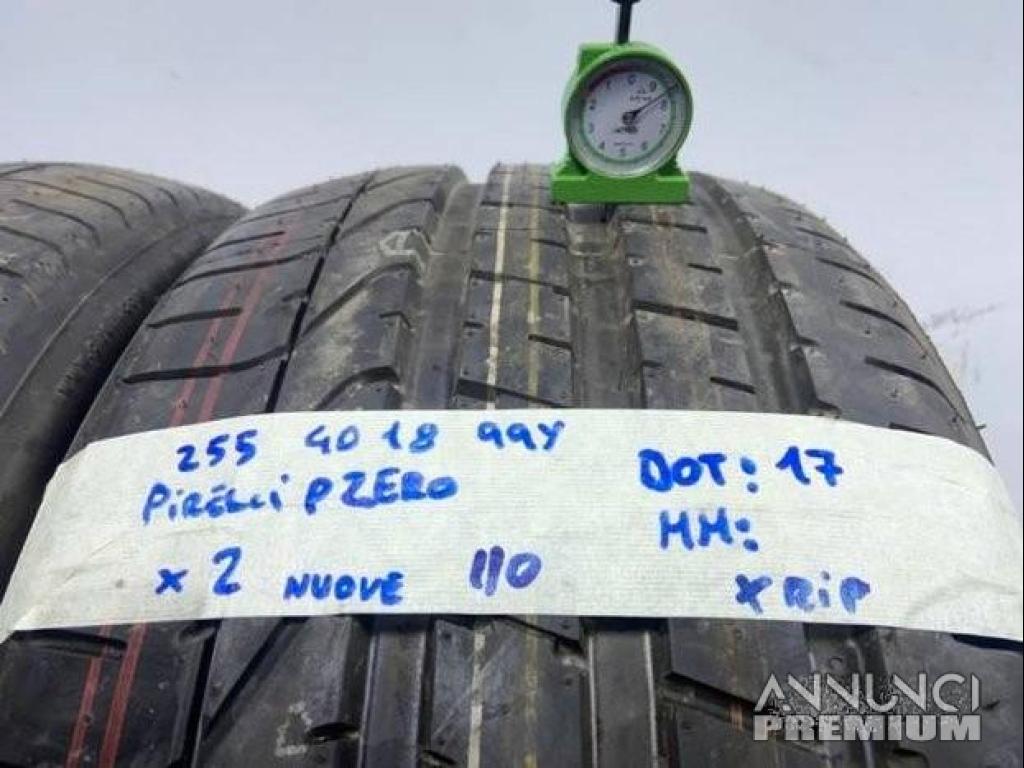 255 40 18 99Y
PIRELLI P ZERO
x 2 NUOVE 110
DOT: 17
MM:
x RIP
ANNUNCI
PREMIUM